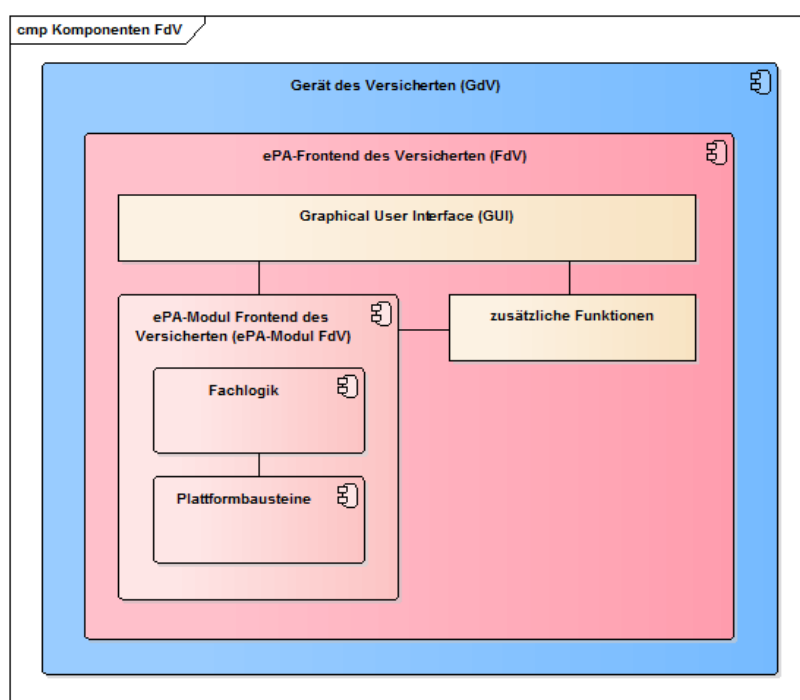 cmp Komponenten FdV
Gerät des Versicherten (GdV)
ePA-Frontend des Versicherten (FdV)
Graphical User Interface (GUI)
ePA-Modul Frontend des
Versicherten (ePA-Modul FdV)
zusätzliche Funktionen
Fachlogik
Plattformbausteine